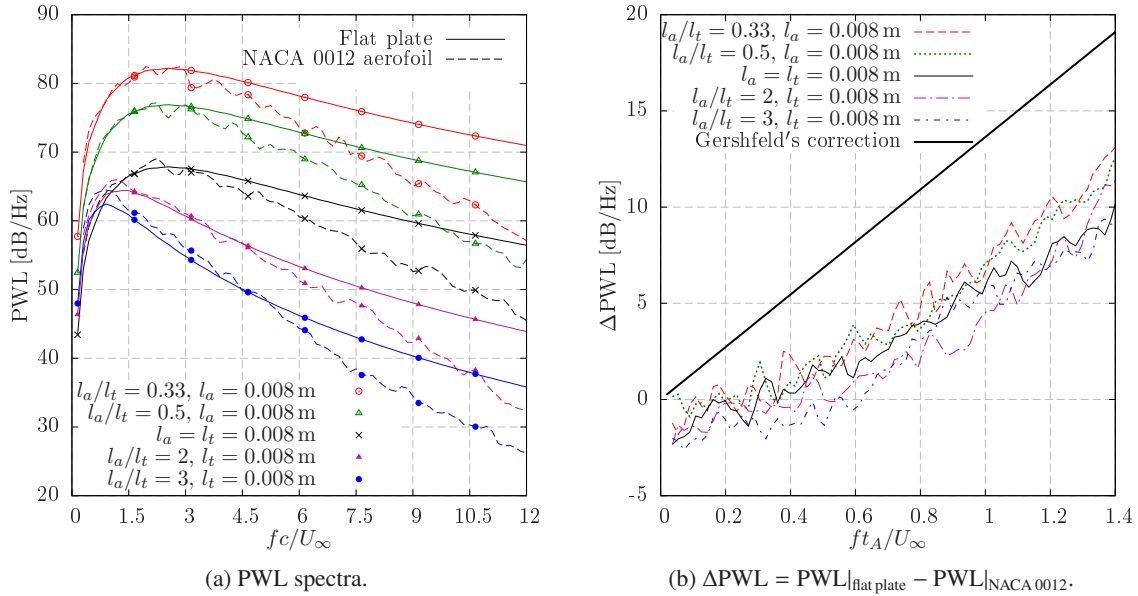 90
80
70
60
50
40
30
20
PWL [dB/Hz]
Flat plate
NACA 0012 aerofoil
l_a/l_t = 0.33, l_a = 0.008 m
l_a/l_t = 0.5, l_a = 0.008 m
l_a = l_t = 0.008 m
l_a/l_t = 2, l_t = 0.008 m
l_a/l_t = 3, l_t = 0.008 m
0 1.5 3 4.5 6 7.5 9 10.5 12
fc/U_∞
(a) PWL spectra.
20
15
10
5
0
-5
ΔPWL [dB/Hz]
l_a/l_t = 0.33, l_a = 0.008 m
l_a/l_t = 0.5, l_a = 0.008 m
l_a = l_t = 0.008 m
l_a/l_t = 2, l_t = 0.008 m
l_a/l_t = 3, l_t = 0.008 m
Gershfeld's correction
0 0.2 0.4 0.6 0.8 1 1.2 1.4
ft_A/U_∞
(b) ΔPWL = PWL|_flat plate − PWL|_NACA 0012.